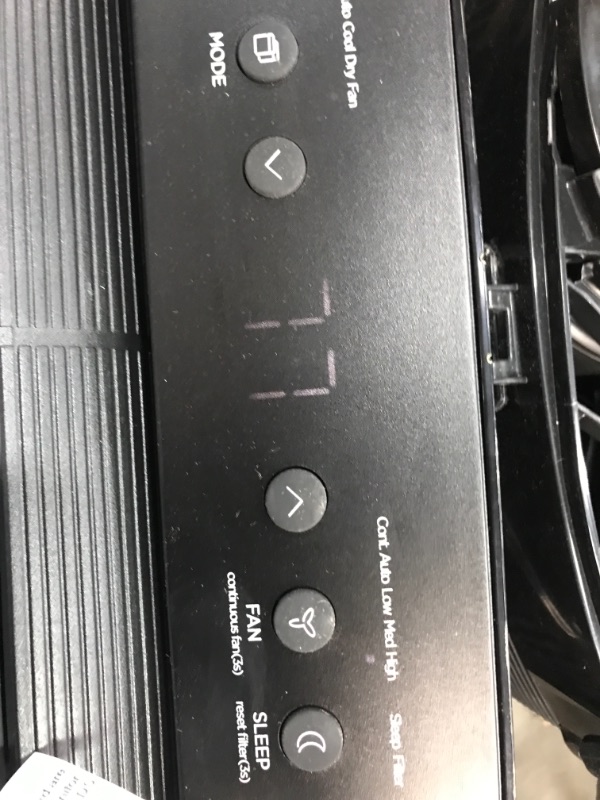 uto Cool Dry Fan
Cont. Auto Low Med High
Sleep Filter
77
MODE
FAN
continuous fan(3s)
SLEEP
reset filter(3s)